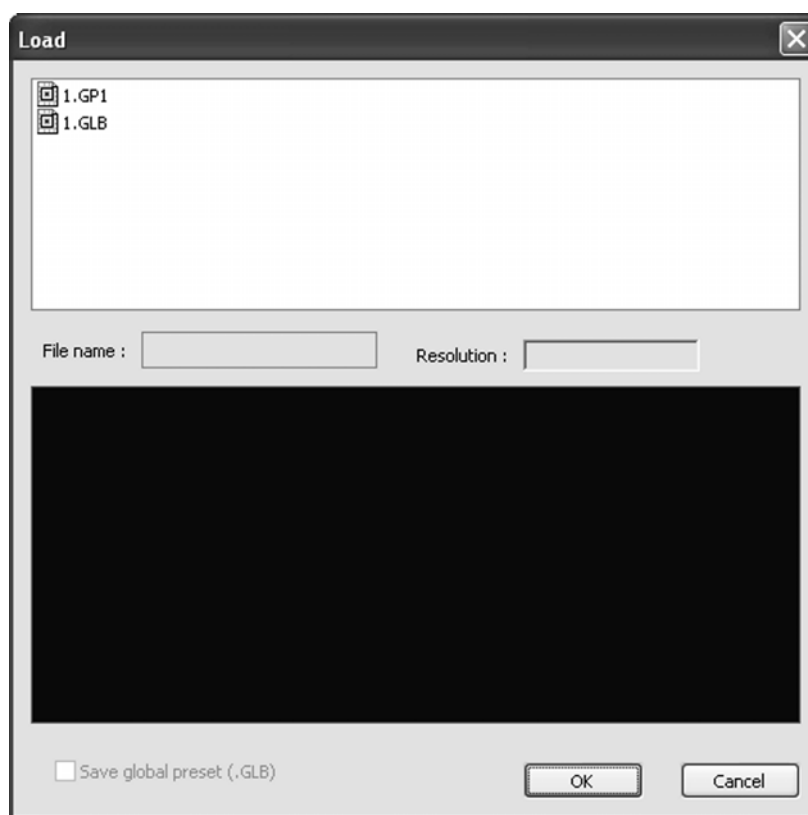 Load
1.GP1
1.GLB
File name :
Resolution :
Save global preset (.GLB)
OK
Cancel